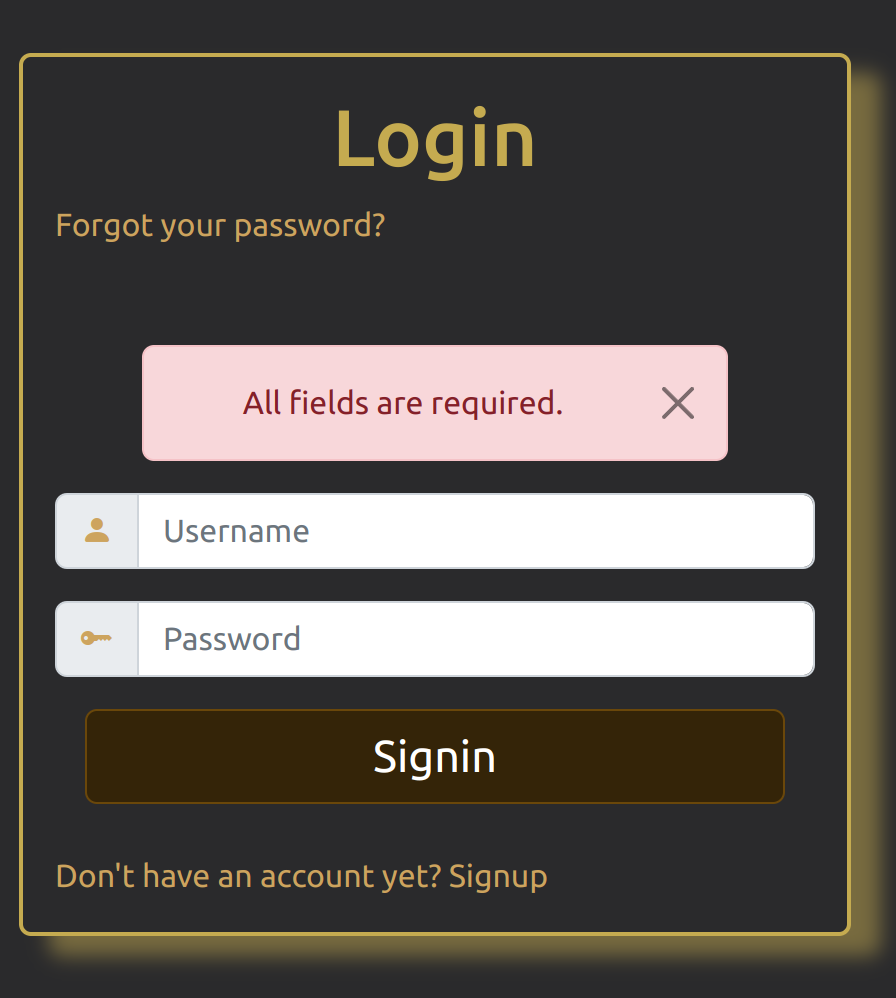 Login
Forgot your password?
All fields are required.
Username
Password
Signin
Don't have an account yet? Signup